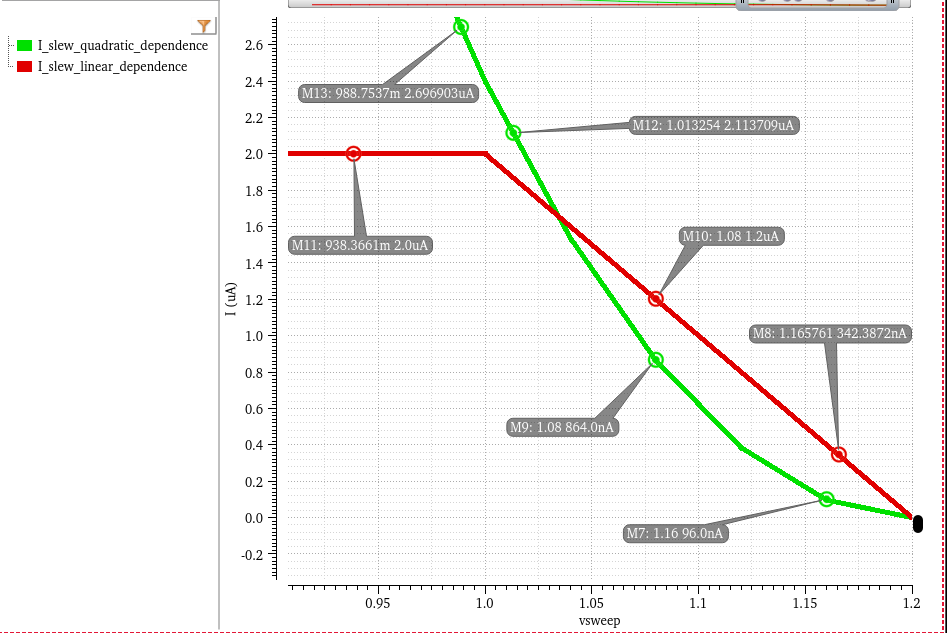 I_slew_quadratic_dependence
I_slew_linear_dependence
I (uA)
2.6
2.4
2.2
2.0
1.8
1.6
1.4
1.2
1.0
0.8
0.6
0.4
0.2
0.0
-0.2
M13: 988.7537m 2.696903uA
M12: 1.013254 2.113709uA
M11: 938.3661m 2.0uA
M10: 1.08 1.2uA
M8: 1.165761 342.3872nA
M9: 1.08 864.0nA
M7: 1.16 96.0nA
0.95
1.0
1.05
1.1
1.15
1.2
vsweep